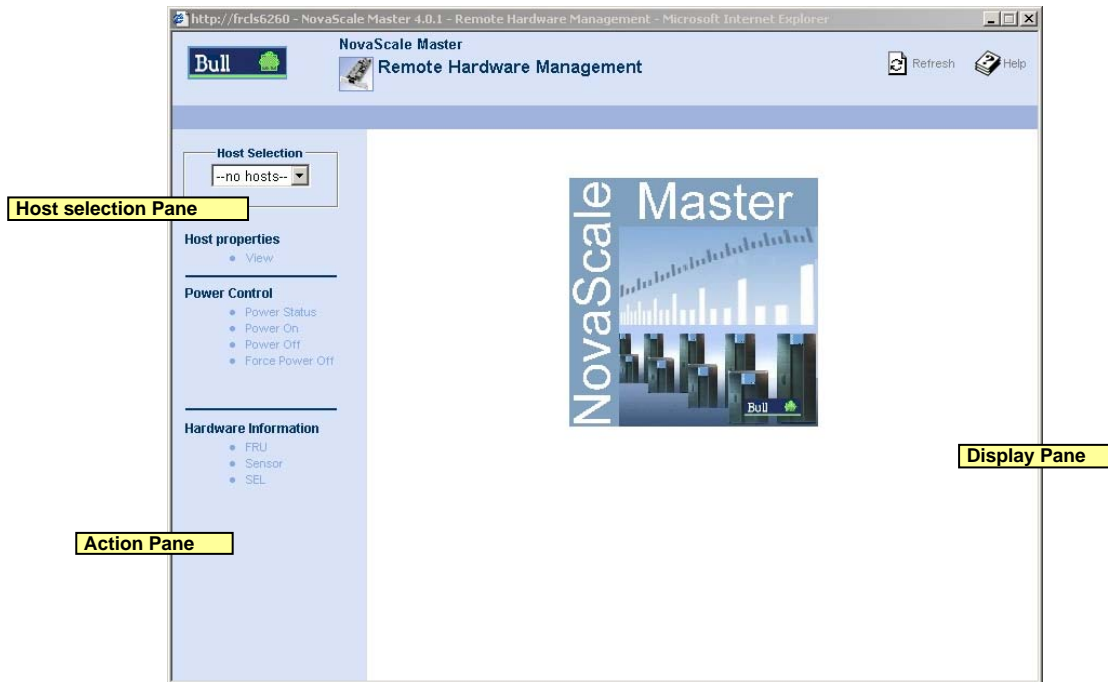 http://frcls6260 - NovaScale Master 4.0.1 - Remote Hardware Management - Microsoft Internet Explorer
Bull
NovaScale Master
Remote Hardware Management
Refresh
Help
Host Selection
--no hosts--
Host selection Pane
Host properties
View
Power Control
Power Status
Power On
Power Off
Force Power Off
Hardware Information
FRU
Sensor
SEL
Action Pane
NovaScale
Master
Bull
Display Pane